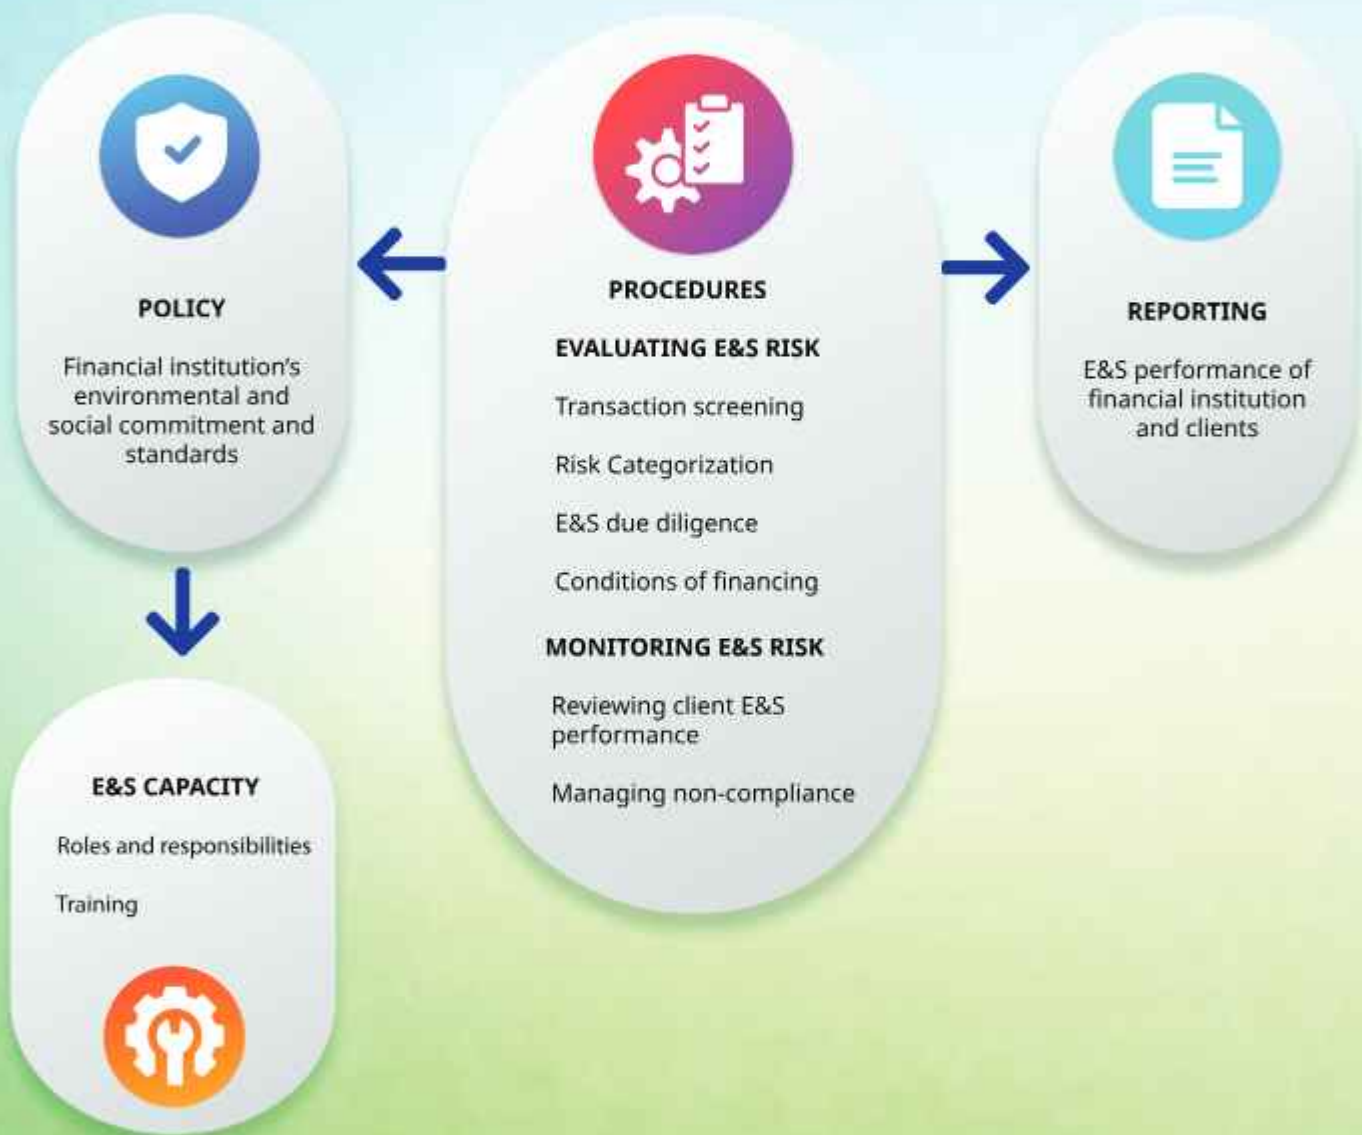 POLICY
Financial institution's
environmental and
social commitment and
standards
E&S CAPACITY
Roles and responsibilities
Training
PROCEDURES
EVALUATING E&S RISK
Transaction screening
Risk Categorization
E&S due diligence
Conditions of financing
MONITORING E&S RISK
Reviewing client E&S
performance
Managing non-compliance
REPORTING
E&S performance of
financial institution
and clients